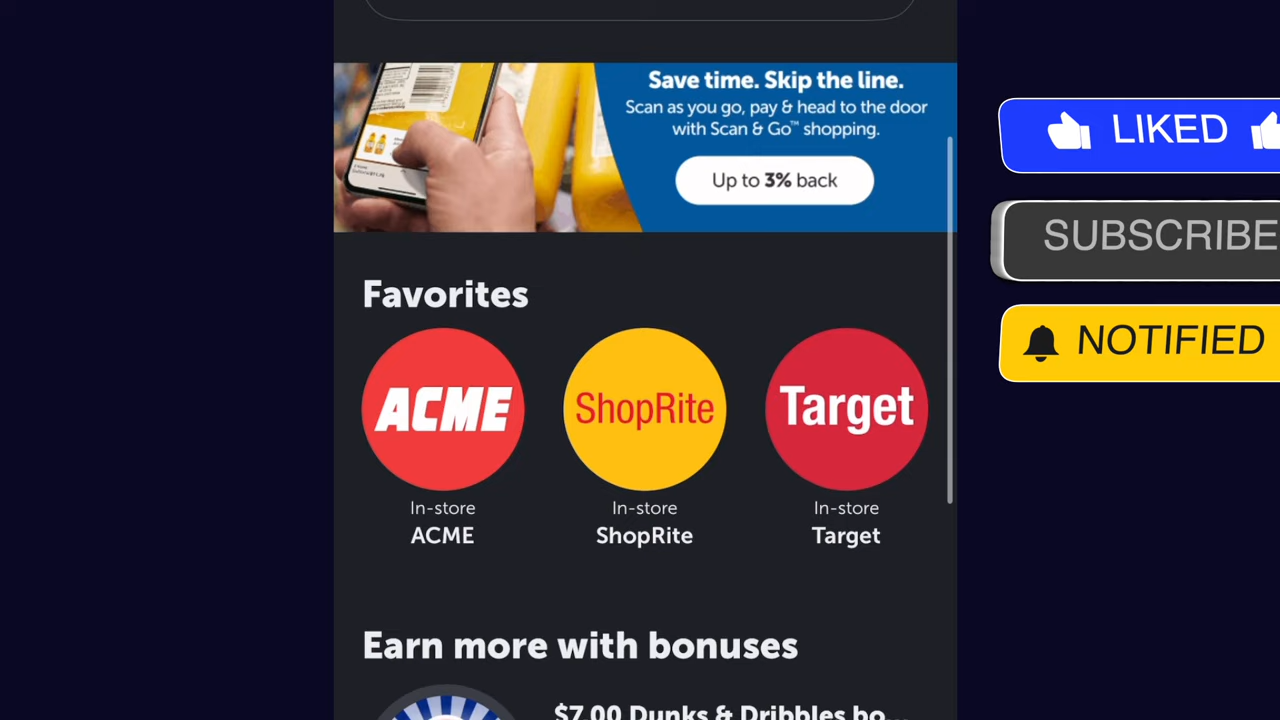 Save time. Skip the line.
Scan as you go, pay & head to the door
with Scan & Go™ shopping.
Up to 3% back
LIKED
SUBSCRIBE
NOTIFIED
Favorites
ACME
ShopRite
Target
In-store
ACME
In-store
ShopRite
In-store
Target
Earn more with bonuses
$7.00 Dunks & Dribbles bo...